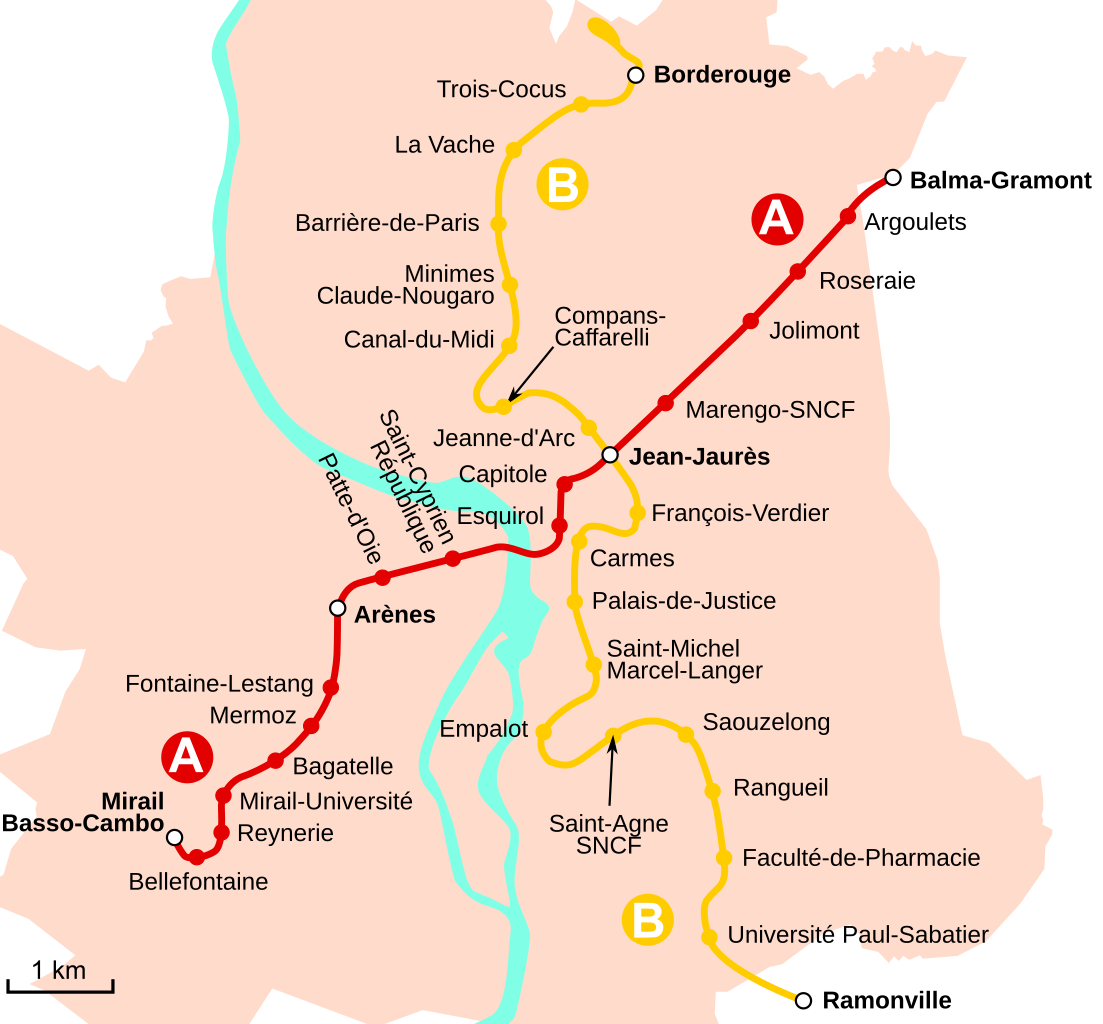 Borderouge
Trois-Cocus
La Vache
B
Balma-Gramont
A
Argoulets
Barrière-de-Paris
Minimes
Claude-Nougaro
Roseraie
Compans-
Caffarelli
Canal-du-Midi
Jolimont
Marengo-SNCF
Jeanne-d'Arc
Jean-Jaurès
Saint-Cyprien
République
Patte-d'Oie
Capitole
Esquirol
François-Verdier
Carmes
Palais-de-Justice
Arènes
Saint-Michel
Marcel-Langer
Fontaine-Lestang
Mermoz
Empalot
Saouzelong
A
Bagatelle
Rangueil
Mirail
Basso-Cambo
Mirail-Université
Reynerie
Saint-Agne
SNCF
Faculté-de-Pharmacie
Bellefontaine
B
Université Paul-Sabatier
1 km
Ramonville